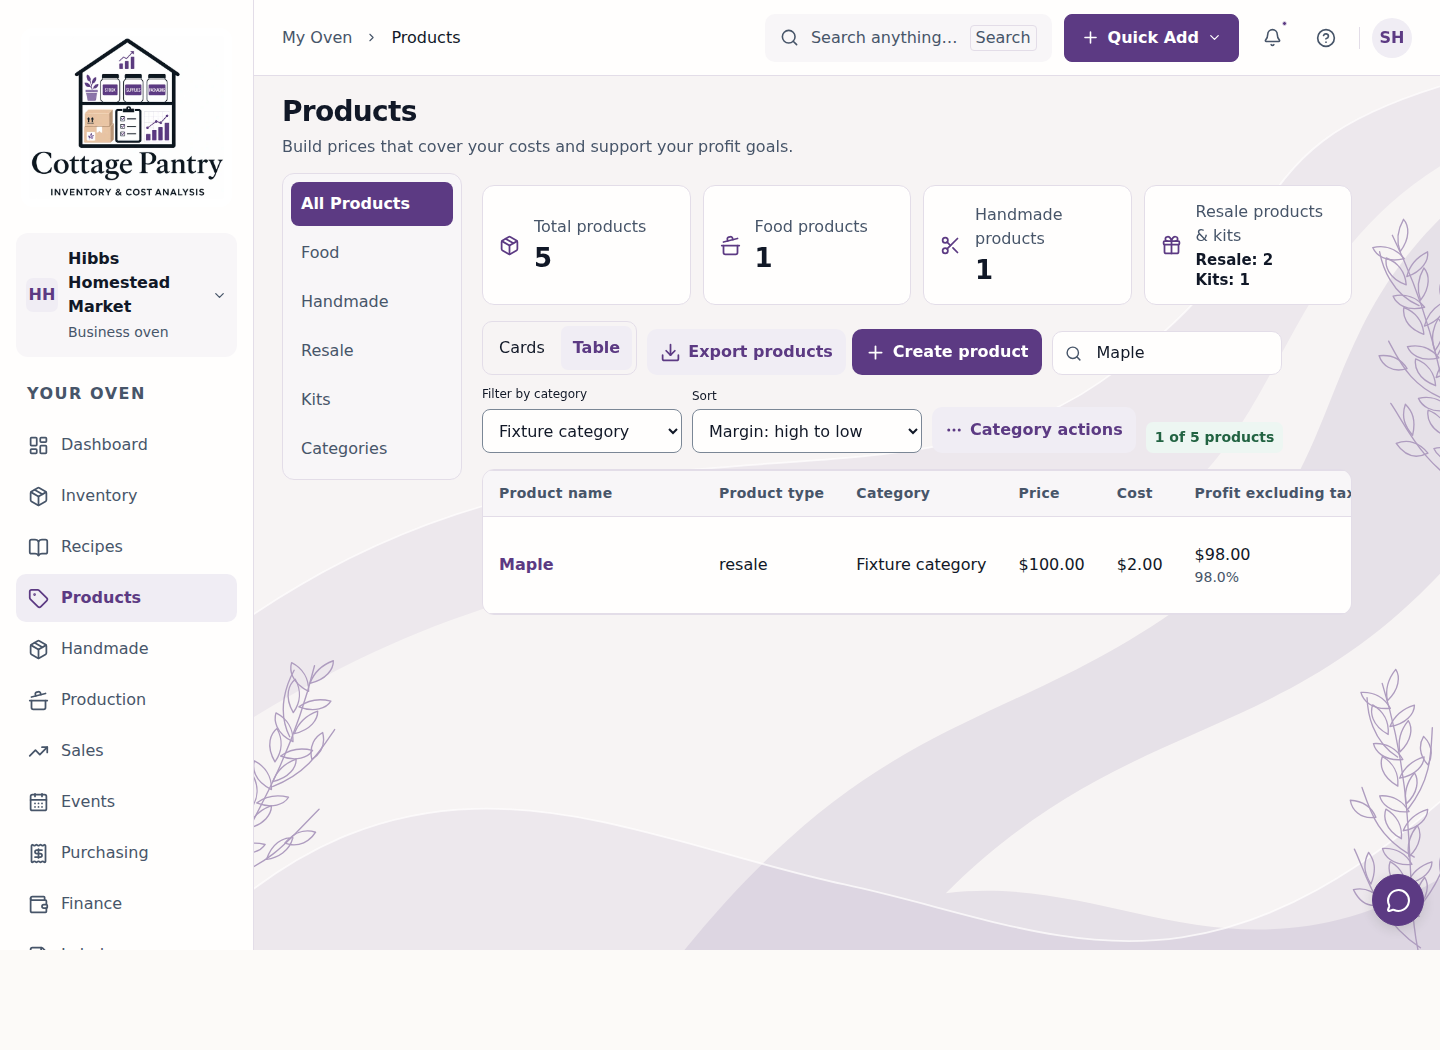 Cottage Pantry
INVENTORY & COST ANALYSIS
HH
Hibbs
Homestead
Market
Business oven
YOUR OVEN
Dashboard
Inventory
Recipes
Products
Handmade
Production
Sales
Events
Purchasing
Finance
My Oven > Products
Search anything... Search
+ Quick Add
SH
Products
Build prices that cover your costs and support your profit goals.
All Products
Food
Handmade
Resale
Kits
Categories
Total products
5
Food products
1
Handmade
products
1
Resale products
& kits
Resale: 2
Kits: 1
Cards Table Export products + Create product Maple
Filter by category
Fixture category
Sort
Margin: high to low
Category actions
1 of 5 products
Product name Product type Category Price Cost Profit excluding tax
Maple resale Fixture category $100.00 $2.00 $98.00
98.0%